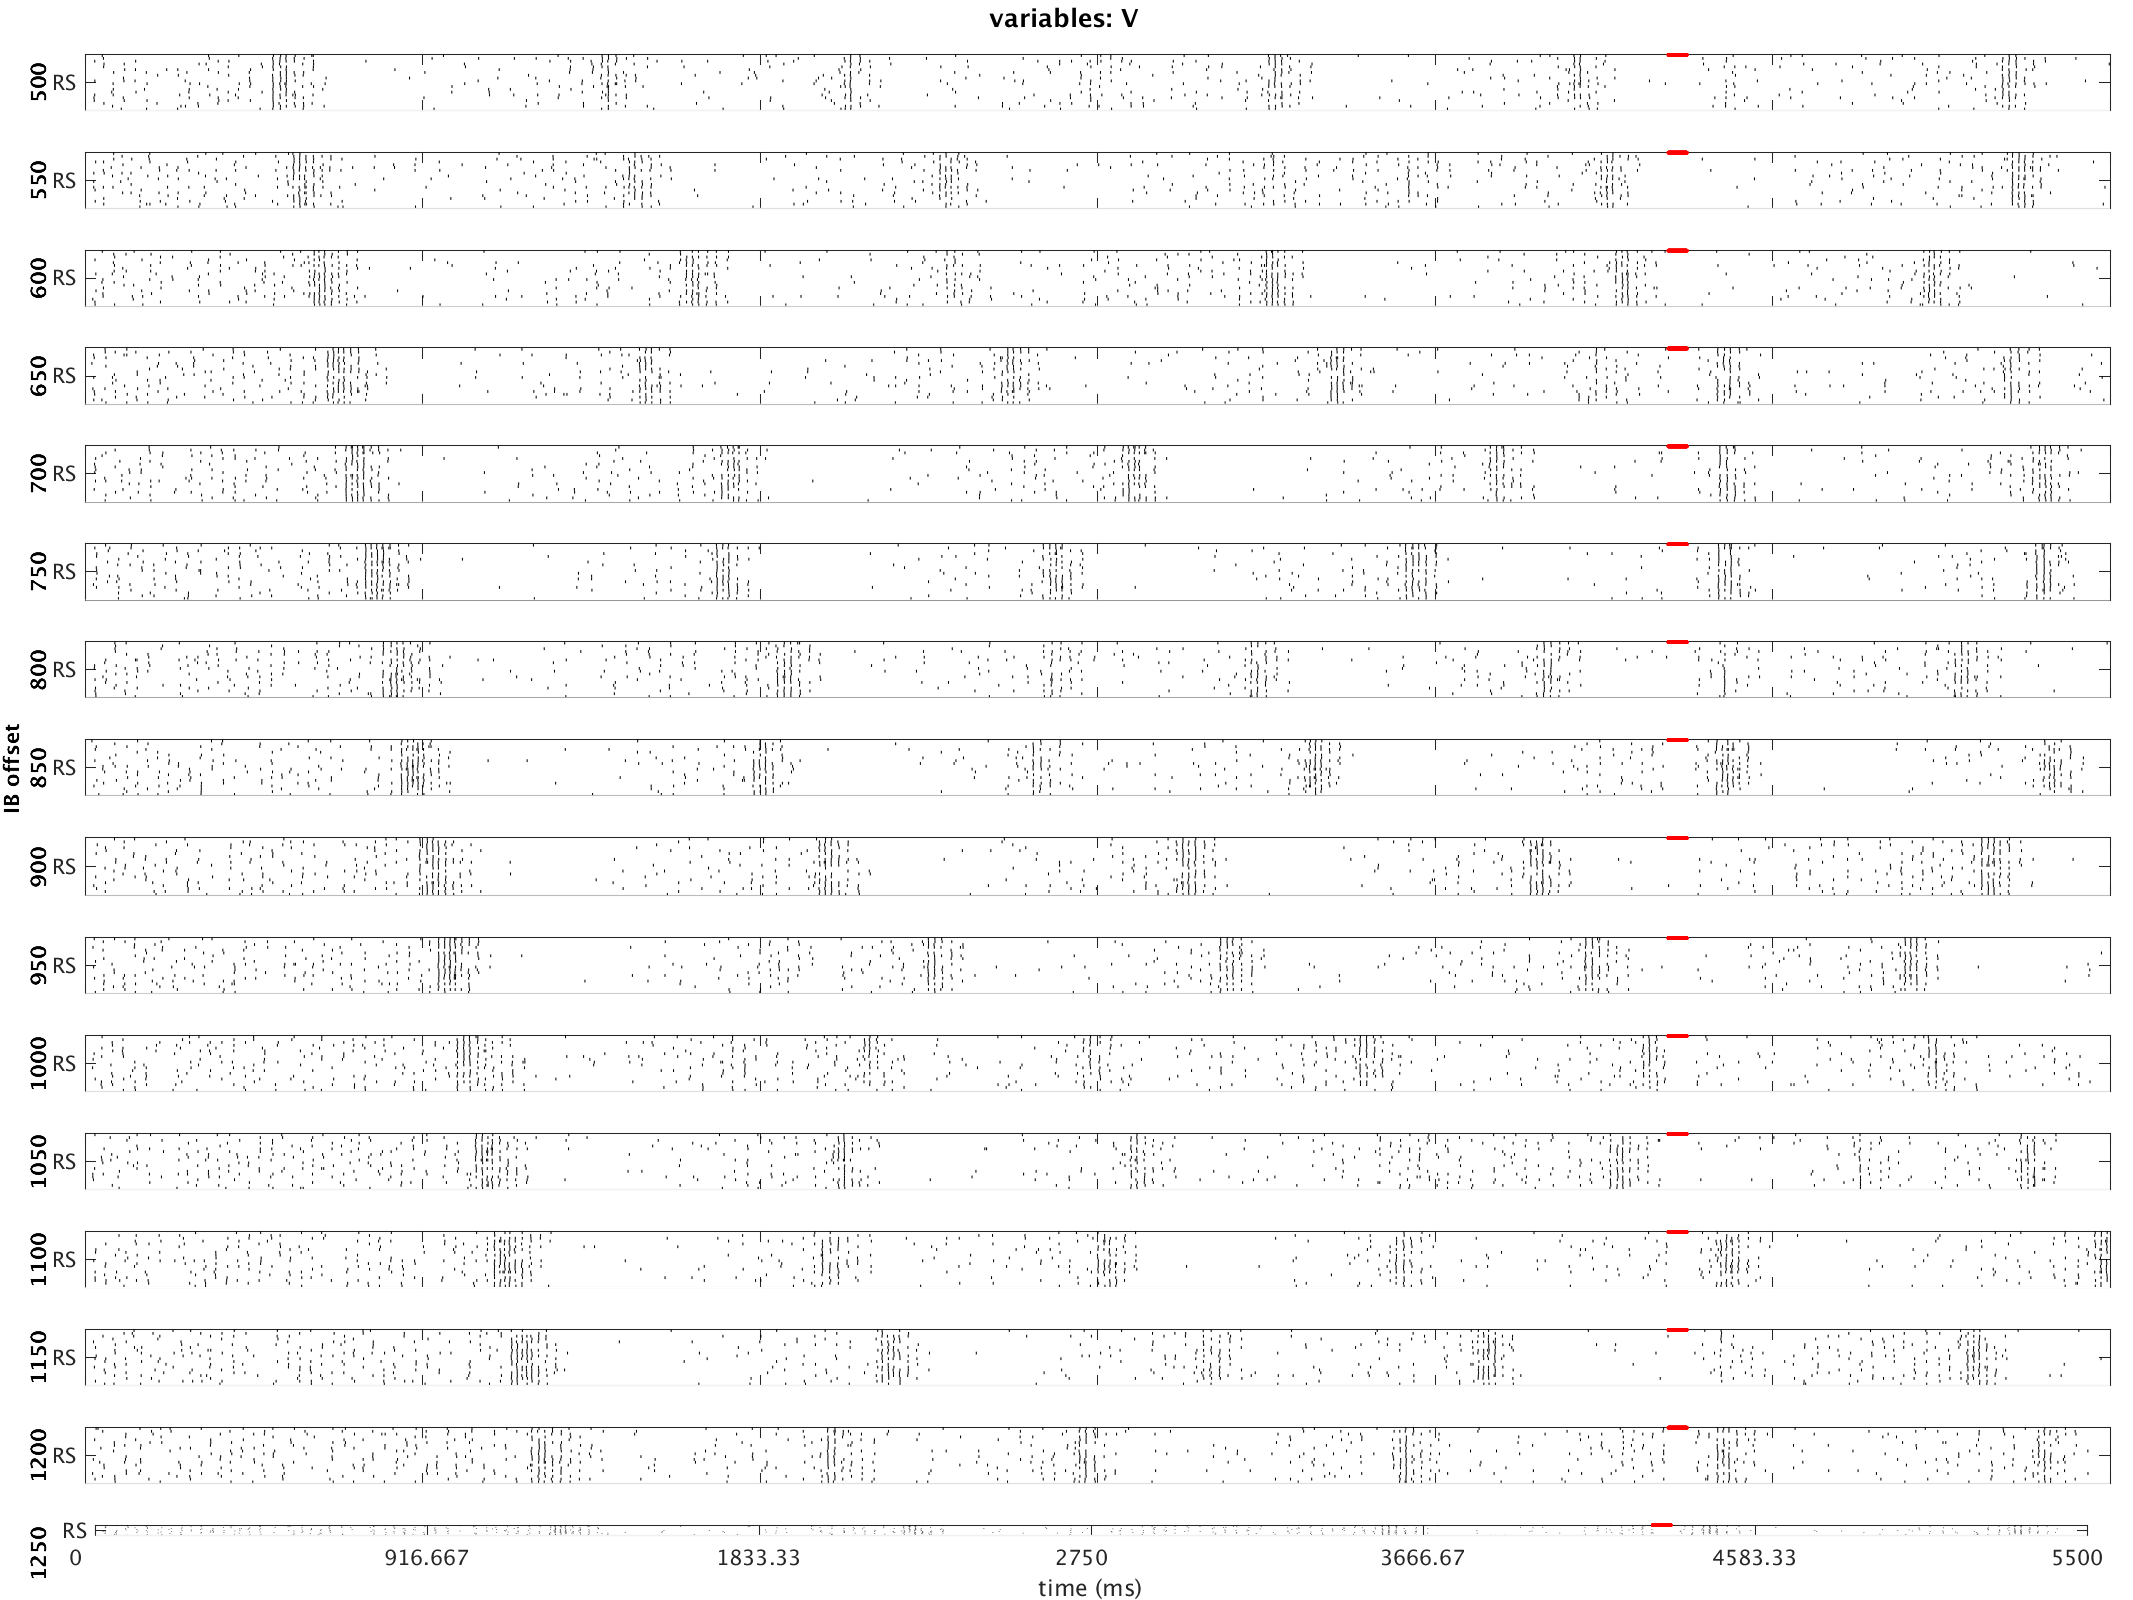 variables: V
500 RS
550 RS
600 RS
650 RS
700 RS
750 RS
800 RS
IB offset
850 RS
900 RS
950 RS
1000 RS
1050 RS
1100 RS
1150 RS
1200 RS
1250 RS
0 916.667 1833.33 2750 3666.67 4583.33 5500
time (ms)